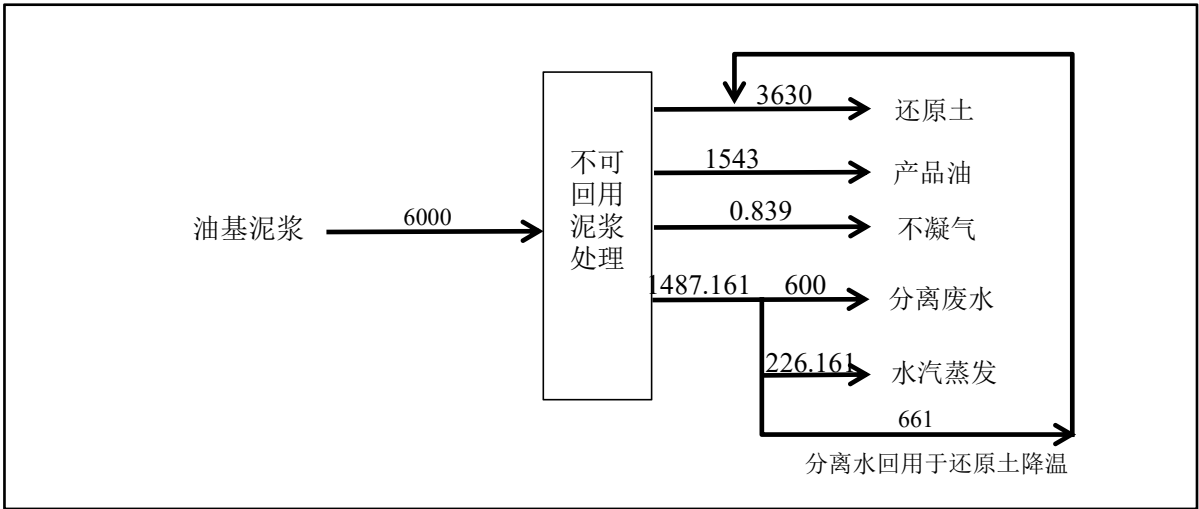 3630
还原土
不可
回用
泥浆
处理
1543
产品油
油基泥浆
6000
0.839
不凝气
1487.161
600
分离废水
226.161
水汽蒸发
661
分离水回用于还原土降温